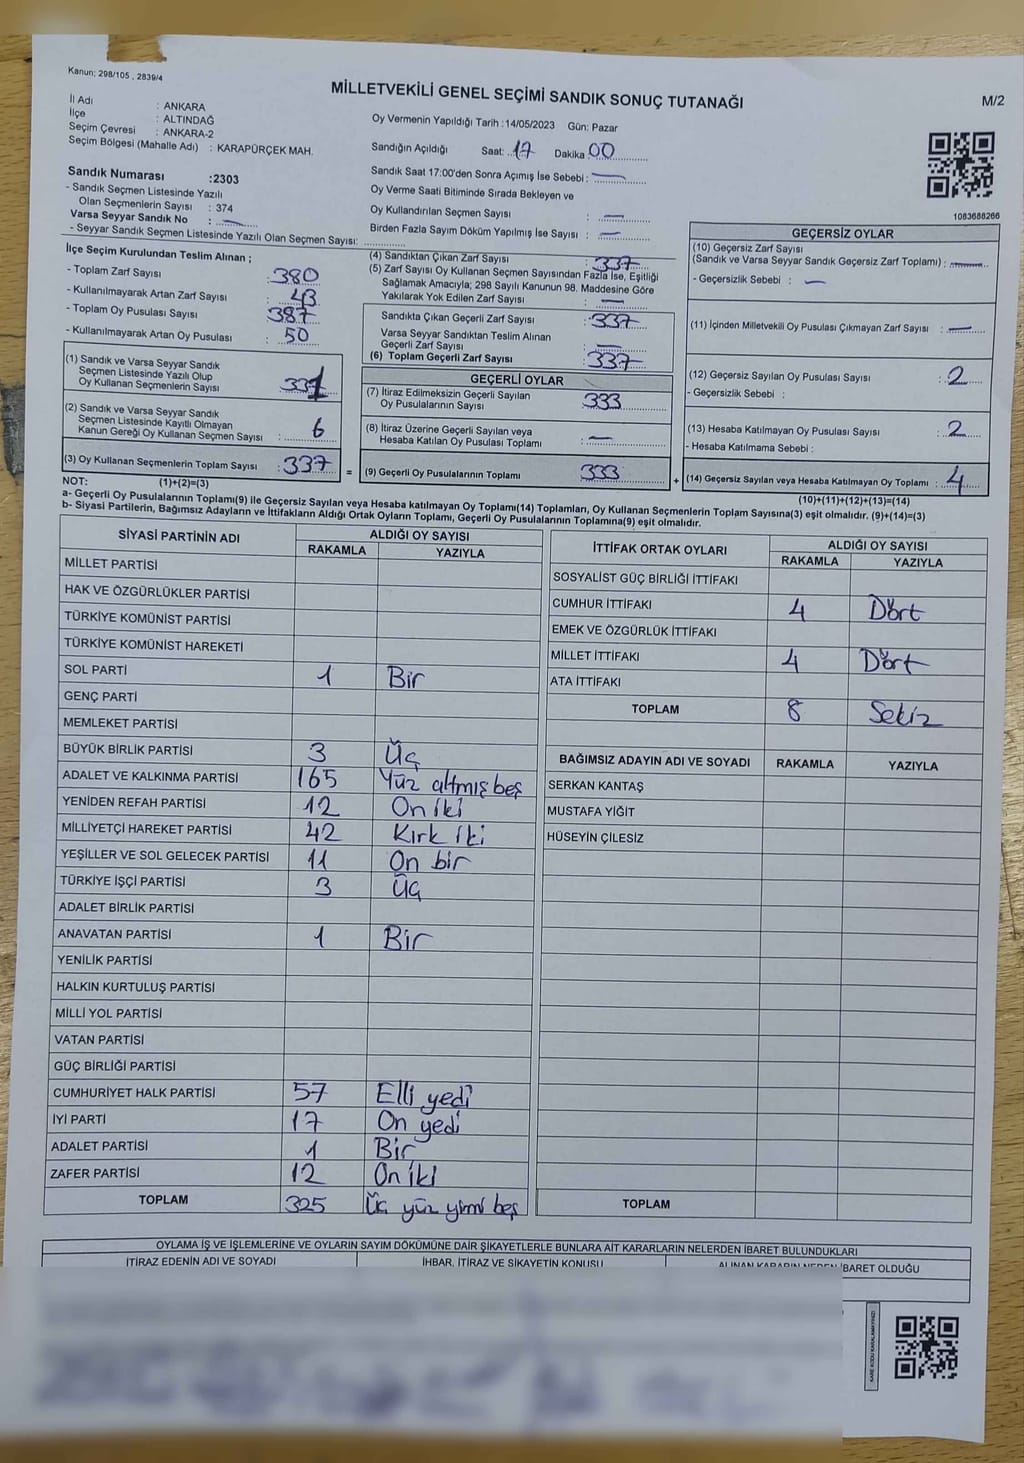 Kanun; 298/105 , 2839/4
MİLLETVEKİLİ GENEL SEÇİMİ SANDIK SONUÇ TUTANAĞI
M/2
İl Adı : ANKARA
İlçe : ALTINDAĞ
Seçim Çevresi : ANKARA-2
Seçim Bölgesi (Mahalle Adı) : KARAPÜRÇEK MAH.
Oy Vermenin Yapıldığı Tarih :14/05/2023 Gün: Pazar
Sandığın Açıldığı Saat: 17 Dakika 00
Sandık Saat 17:00'den Sonra Açımış İse Sebebi : —
Oy Verme Saati Bitiminde Sırada Bekleyen ve
Oy Kullandırılan Seçmen Sayısı : —
Birden Fazla Sayım Döküm Yapılmış İse Sayısı : —
1083688266
Sandık Numarası :2303
- Sandık Seçmen Listesinde Yazılı
Olan Seçmenlerin Sayısı : 374
Varsa Seyyar Sandık No : —
- Seyyar Sandık Seçmen Listesinde Yazılı Olan Seçmen Sayısı:
İlçe Seçim Kurulundan Teslim Alınan ;
- Toplam Zarf Sayısı : 380
- Kullanılmayarak Artan Zarf Sayısı : 43
- Toplam Oy Pusulası Sayısı : 387
- Kullanılmayarak Artan Oy Pusulası : 50
(1) Sandık ve Varsa Seyyar Sandık
Seçmen Listesinde Yazılı Olup
Oy Kullanan Seçmenlerin Sayısı : 331
(2) Sandık ve Varsa Seyyar Sandık
Seçmen Listesinde Kayıtlı Olmayan
Kanun Gereği Oy Kullanan Seçmen Sayısı : 6
(3) Oy Kullanan Seçmenlerin Toplam Sayısı : 337
(4) Sandıktan Çıkan Zarf Sayısı : 337
(5) Zarf Sayısı Oy Kullanan Seçmen Sayısından Fazla İse, Eşitliği
Sağlamak Amacıyla; 298 Sayılı Kanunun 98. Maddesine Göre
Yakılarak Yok Edilen Zarf Sayısı : —
Sandıkta Çıkan Geçerli Zarf Sayısı : 337
Varsa Seyyar Sandıktan Teslim Alınan
Geçerli Zarf Sayısı : —
(6) Toplam Geçerli Zarf Sayısı : 337
GEÇERLİ OYLAR
(7) İtiraz Edilmeksizin Geçerli Sayılan
Oy Pusulalarının Sayısı : 333
(8) İtiraz Üzerine Geçerli Sayılan veya
Hesaba Katılan Oy Pusulası Toplamı : —
= (9) Geçerli Oy Pusulalarının Toplamı 333
GEÇERSİZ OYLAR
(10) Geçersiz Zarf Sayısı
(Sandık ve Varsa Seyyar Sandık Geçersiz Zarf Toplamı) : —
- Geçersizlik Sebebi : —
(11) İçinden Milletvekili Oy Pusulası Çıkmayan Zarf Sayısı : —
(12) Geçersiz Sayılan Oy Pusulası Sayısı : 2
- Geçersizlik Sebebi :
(13) Hesaba Katılmayan Oy Pusulası Sayısı : 2
- Hesaba Katılmama Sebebi :
+ (14) Geçersiz Sayılan veya Hesaba Katılmayan Oy Toplamı : 4
NOT: (1)+(2)=(3)
(10)+(11)+(12)+(13)=(14)
a- Geçerli Oy Pusulalarının Toplamı(9) ile Geçersiz Sayılan veya Hesaba katılmayan Oy Toplamı(14) Toplamları, Oy Kullanan Seçmenlerin Toplam Sayısına(3) eşit olmalıdır. (9)+(14)=(3)
b- Siyasi Partilerin, Bağımsız Adayların ve İttifakların Aldığı Ortak Oyların Toplamı, Geçerli Oy Pusulalarının Toplamına(9) eşit olmalıdır.
SİYASİ PARTİNİN ADI ALDIĞI OY SAYISI
RAKAMLA YAZIYLA
MİLLET PARTİSİ
HAK VE ÖZGÜRLÜKLER PARTİSİ
TÜRKİYE KOMÜNİST PARTİSİ
TÜRKİYE KOMÜNİST HAREKETİ
SOL PARTİ 1 Bir
GENÇ PARTİ
MEMLEKET PARTİSİ
BÜYÜK BİRLİK PARTİSİ 3 Üç
ADALET VE KALKINMA PARTİSİ 165 Yüz altmış beş
YENİDEN REFAH PARTİSİ 12 On iki
MİLLİYETÇİ HAREKET PARTİSİ 42 Kırk iki
YEŞİLLER VE SOL GELECEK PARTİSİ 11 On bir
TÜRKİYE İŞÇİ PARTİSİ 3 Üç
ADALET BİRLİK PARTİSİ
ANAVATAN PARTİSİ 1 Bir
YENİLİK PARTİSİ
HALKIN KURTULUŞ PARTİSİ
MİLLİ YOL PARTİSİ
VATAN PARTİSİ
GÜÇ BİRLİĞİ PARTİSİ
CUMHURİYET HALK PARTİSİ 57 Elli yedi
İYİ PARTİ 17 On yedi
ADALET PARTİSİ 1 Bir
ZAFER PARTİSİ 12 On iki
TOPLAM 325 Üç yüz yirmi beş
İTTİFAK ORTAK OYLARI ALDIĞI OY SAYISI
RAKAMLA YAZIYLA
SOSYALİST GÜÇ BİRLİĞİ İTTİFAKI
CUMHUR İTTİFAKI 4 Dört
EMEK VE ÖZGÜRLÜK İTTİFAKI
MİLLET İTTİFAKI 4 Dört
ATA İTTİFAKI
TOPLAM 8 Sekiz
BAĞIMSIZ ADAYIN ADI VE SOYADI RAKAMLA YAZIYLA
SERKAN KANTAŞ
MUSTAFA YİĞİT
HÜSEYİN ÇİLESİZ
TOPLAM
OYLAMA İŞ VE İŞLEMLERİNE VE OYLARIN SAYIM DÖKÜMÜNE DAİR ŞİKAYETLERLE BUNLARA AİT KARARLARIN NELERDEN İBARET BULUNDUKLARI
İTİRAZ EDENİN ADI VE SOYADI İHBAR, İTİRAZ VE ŞİKAYETİN KONUSU ALINAN KARARIN NEDEN İBARET OLDUĞU
KARE KODU KARALAMAYINIZ!